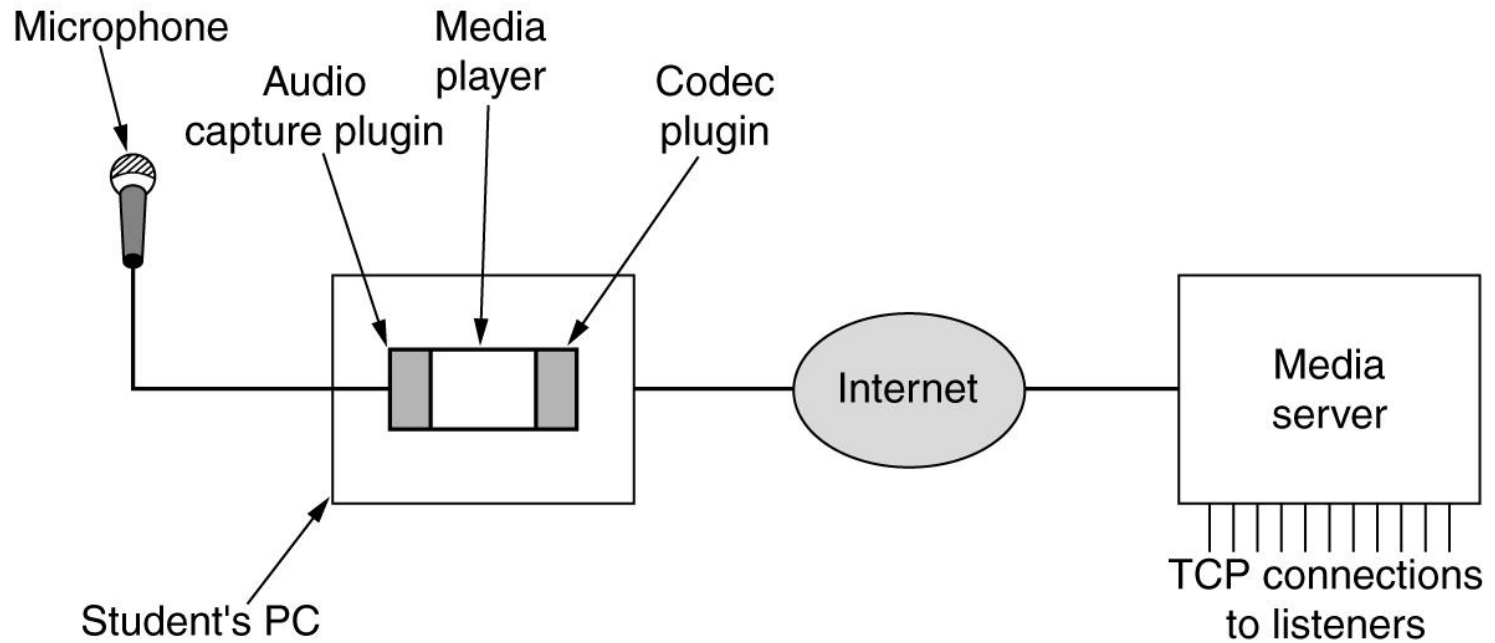 Microphone
Audio
capture plugin
Media
player
Codec
plugin
Internet
Media
server
TCP connections
to listeners
Student's PC